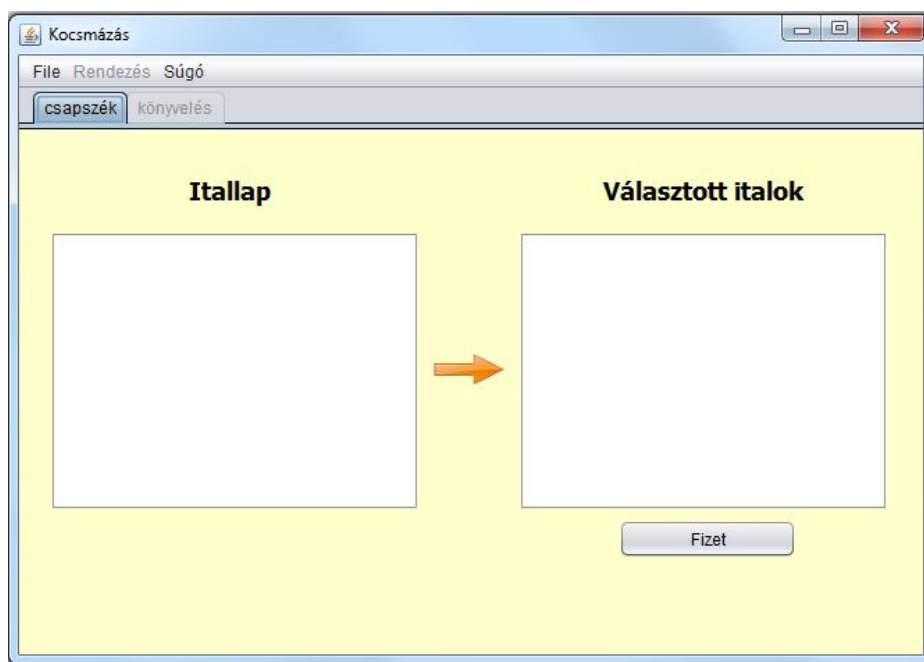 Kocsmázás
File Rendezés Súgó
csapszék könyvelés
Itallap Választott italok
Fizet